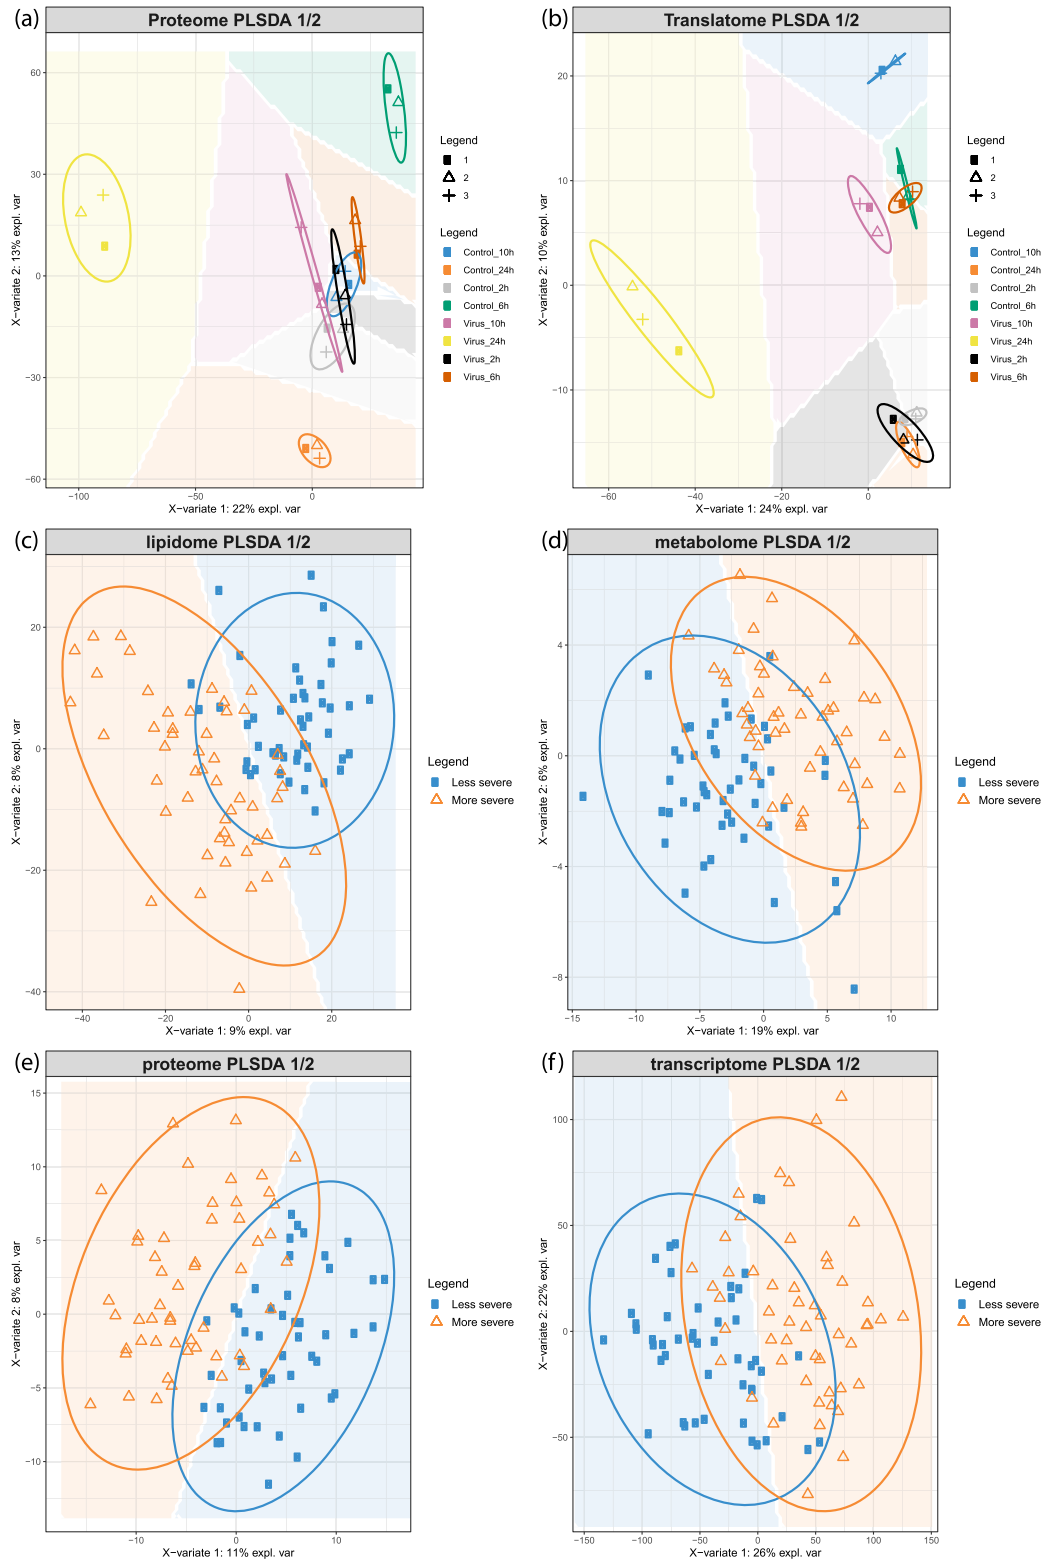 (a)
Proteome PLSDA 1/2
60
30
0
−30
−60
−100
−50
0
X−variate 2: 13% expl. var
X−variate 1: 22% expl. var
Legend
1
2
3
Legend
Control_10h
Control_24h
Control_2h
Control_6h
Virus_10h
Virus_24h
Virus_2h
Virus_6h
(b)
Translatome PLSDA 1/2
20
10
0
−10
−60
−40
−20
0
X−variate 2: 10% expl. var
X−variate 1: 24% expl. var
Legend
1
2
3
Legend
Control_10h
Control_24h
Control_2h
Control_6h
Virus_10h
Virus_24h
Virus_2h
Virus_6h
(c)
lipidome PLSDA 1/2
20
0
−20
−40
−40
−20
0
20
X−variate 2: 8% expl. var
X−variate 1: 9% expl. var
Legend
Less severe
More severe
(d)
metabolome PLSDA 1/2
4
0
−4
−8
−15
−10
−5
0
5
10
X−variate 2: 6% expl. var
X−variate 1: 19% expl. var
Legend
Less severe
More severe
(e)
proteome PLSDA 1/2
15
10
5
0
−5
−10
−10
0
10
X−variate 2: 8% expl. var
X−variate 1: 11% expl. var
Legend
Less severe
More severe
(f)
transcriptome PLSDA 1/2
100
50
0
−50
−150
−100
−50
0
50
100
150
X−variate 2: 22% expl. var
X−variate 1: 26% expl. var
Legend
Less severe
More severe